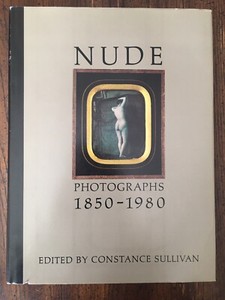 NUDE
PHOTOGRAPHS
1850-1980
EDITED BY CONSTANCE SULLIVAN